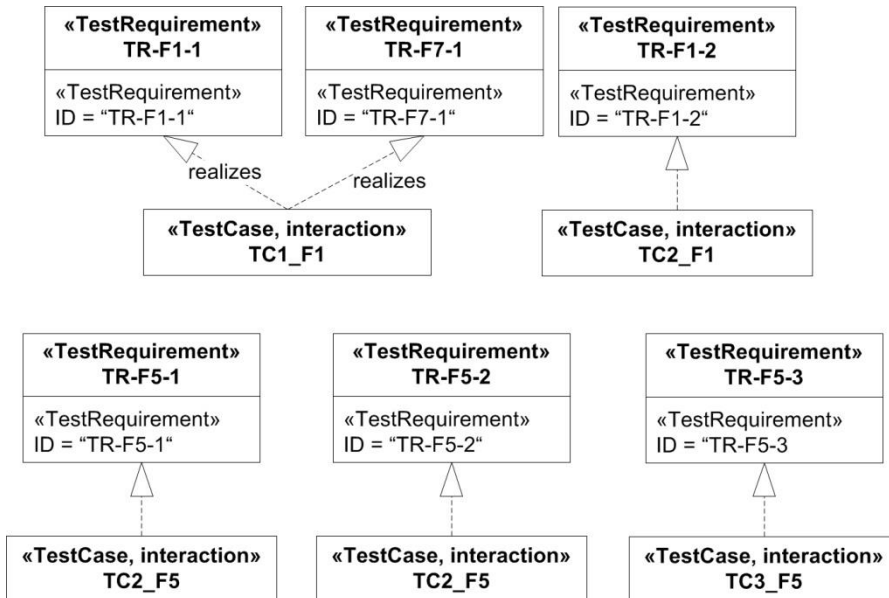 «TestRequirement»
TR-F1-1
«TestRequirement»
ID = “TR-F1-1“
«TestRequirement»
TR-F7-1
«TestRequirement»
ID = “TR-F7-1“
«TestRequirement»
TR-F1-2
«TestRequirement»
ID = “TR-F1-2“
realizes
realizes
«TestCase, interaction»
TC1_F1
«TestCase, interaction»
TC2_F1
«TestRequirement»
TR-F5-1
«TestRequirement»
ID = “TR-F5-1“
«TestRequirement»
TR-F5-2
«TestRequirement»
ID = “TR-F5-2“
«TestRequirement»
TR-F5-3
«TestRequirement»
ID = “TR-F5-3
«TestCase, interaction»
TC2_F5
«TestCase, interaction»
TC2_F5
«TestCase, interaction»
TC3_F5